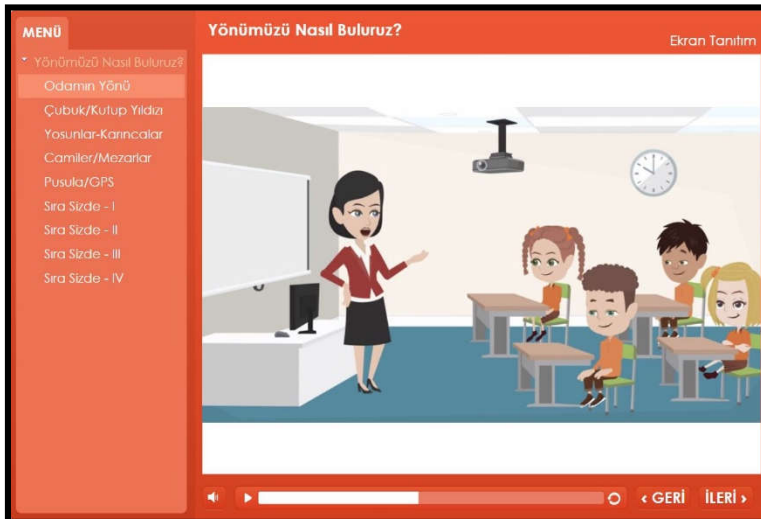 MENÜ
Yönümüzü Nasıl Buluruz?
Odamın Yönü
Çubuk/Kutup Yıldızı
Yosunlar-Karıncalar
Camiler/Mezarlar
Pusula/GPS
Sıra Sizde - I
Sıra Sizde - II
Sıra Sizde - III
Sıra Sizde - IV
Yönümüzü Nasıl Buluruz?
Ekran Tanıtım
‹ GERİ
İLERİ ›